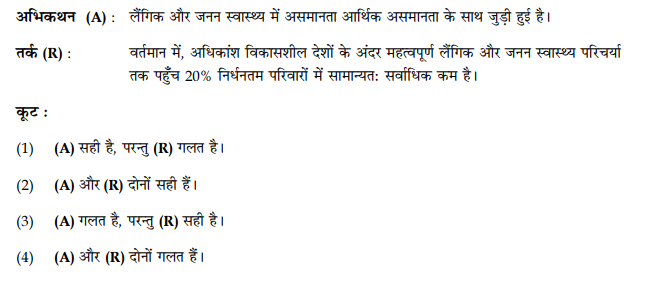 अभिकथन (A) : लैंगिक और जनन स्वास्थ्य में असमानता आर्थिक असमानता के साथ जुड़ी हुई है।
तर्क (R) : वर्तमान में, अधिकांश विकासशील देशों के अंदर महत्वपूर्ण लैंगिक और जनन स्वास्थ्य परिचर्या
तक पहुँच 20% निर्धनतम परिवारों में सामान्यत: सर्वाधिक कम है।
कूट :
(1) (A) सही है, परन्तु (R) गलत है।
(2) (A) और (R) दोनों सही हैं।
(3) (A) गलत है, परन्तु (R) सही है।
(4) (A) और (R) दोनों गलत हैं।